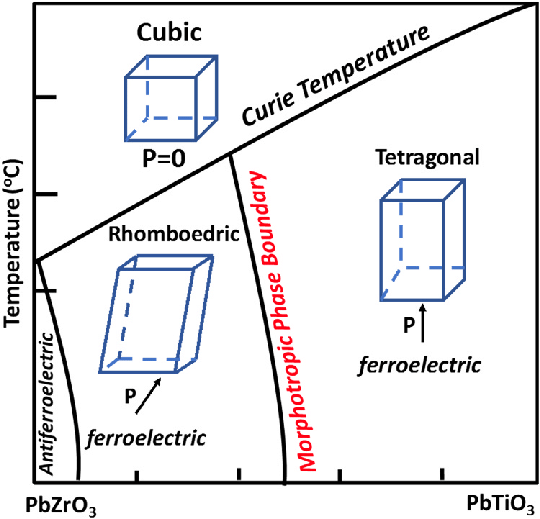 Cubic
P=0
Curie Temperature
Tetragonal
P
ferroelectric
Rhomboedric
P
ferroelectric
Morphotropic Phase Boundary
Antiferroelectric
Temperature (°C)
PbZrO₃
PbTiO₃